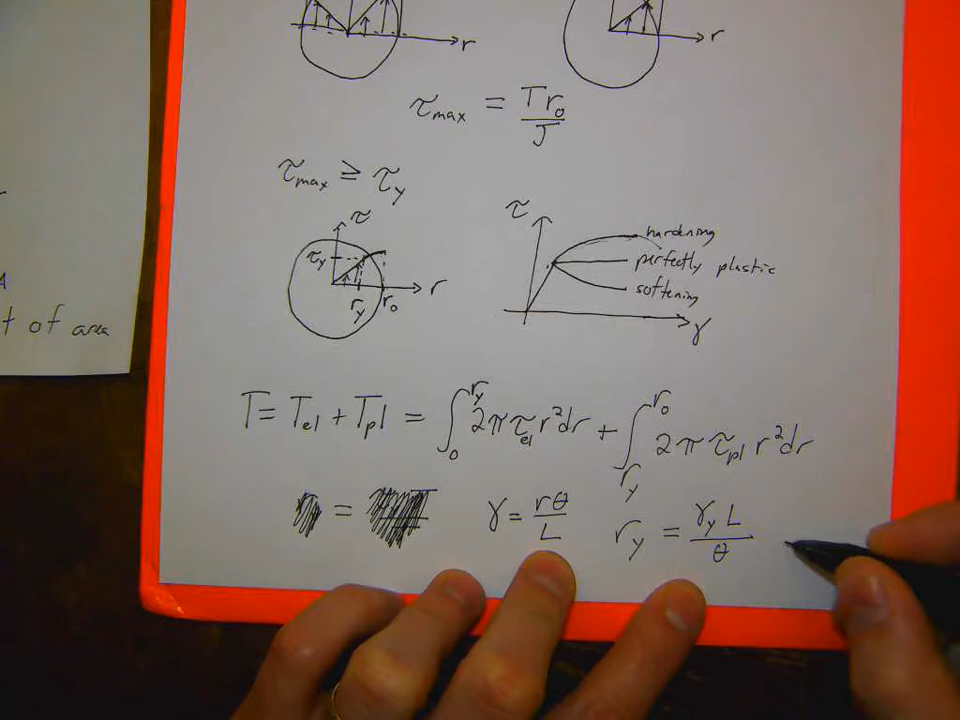 r r
τmax = T r₀ / J
τmax ≥ τy
τ τ
hardening
τy perfectly plastic
r softening
ry r₀ γ
t of area
T = Tel + Tpl = ∫₀^ry 2π τel r² dr + ∫ry^r₀ 2π τpl r² dr
= γ = rθ / L ry = γy L / θ